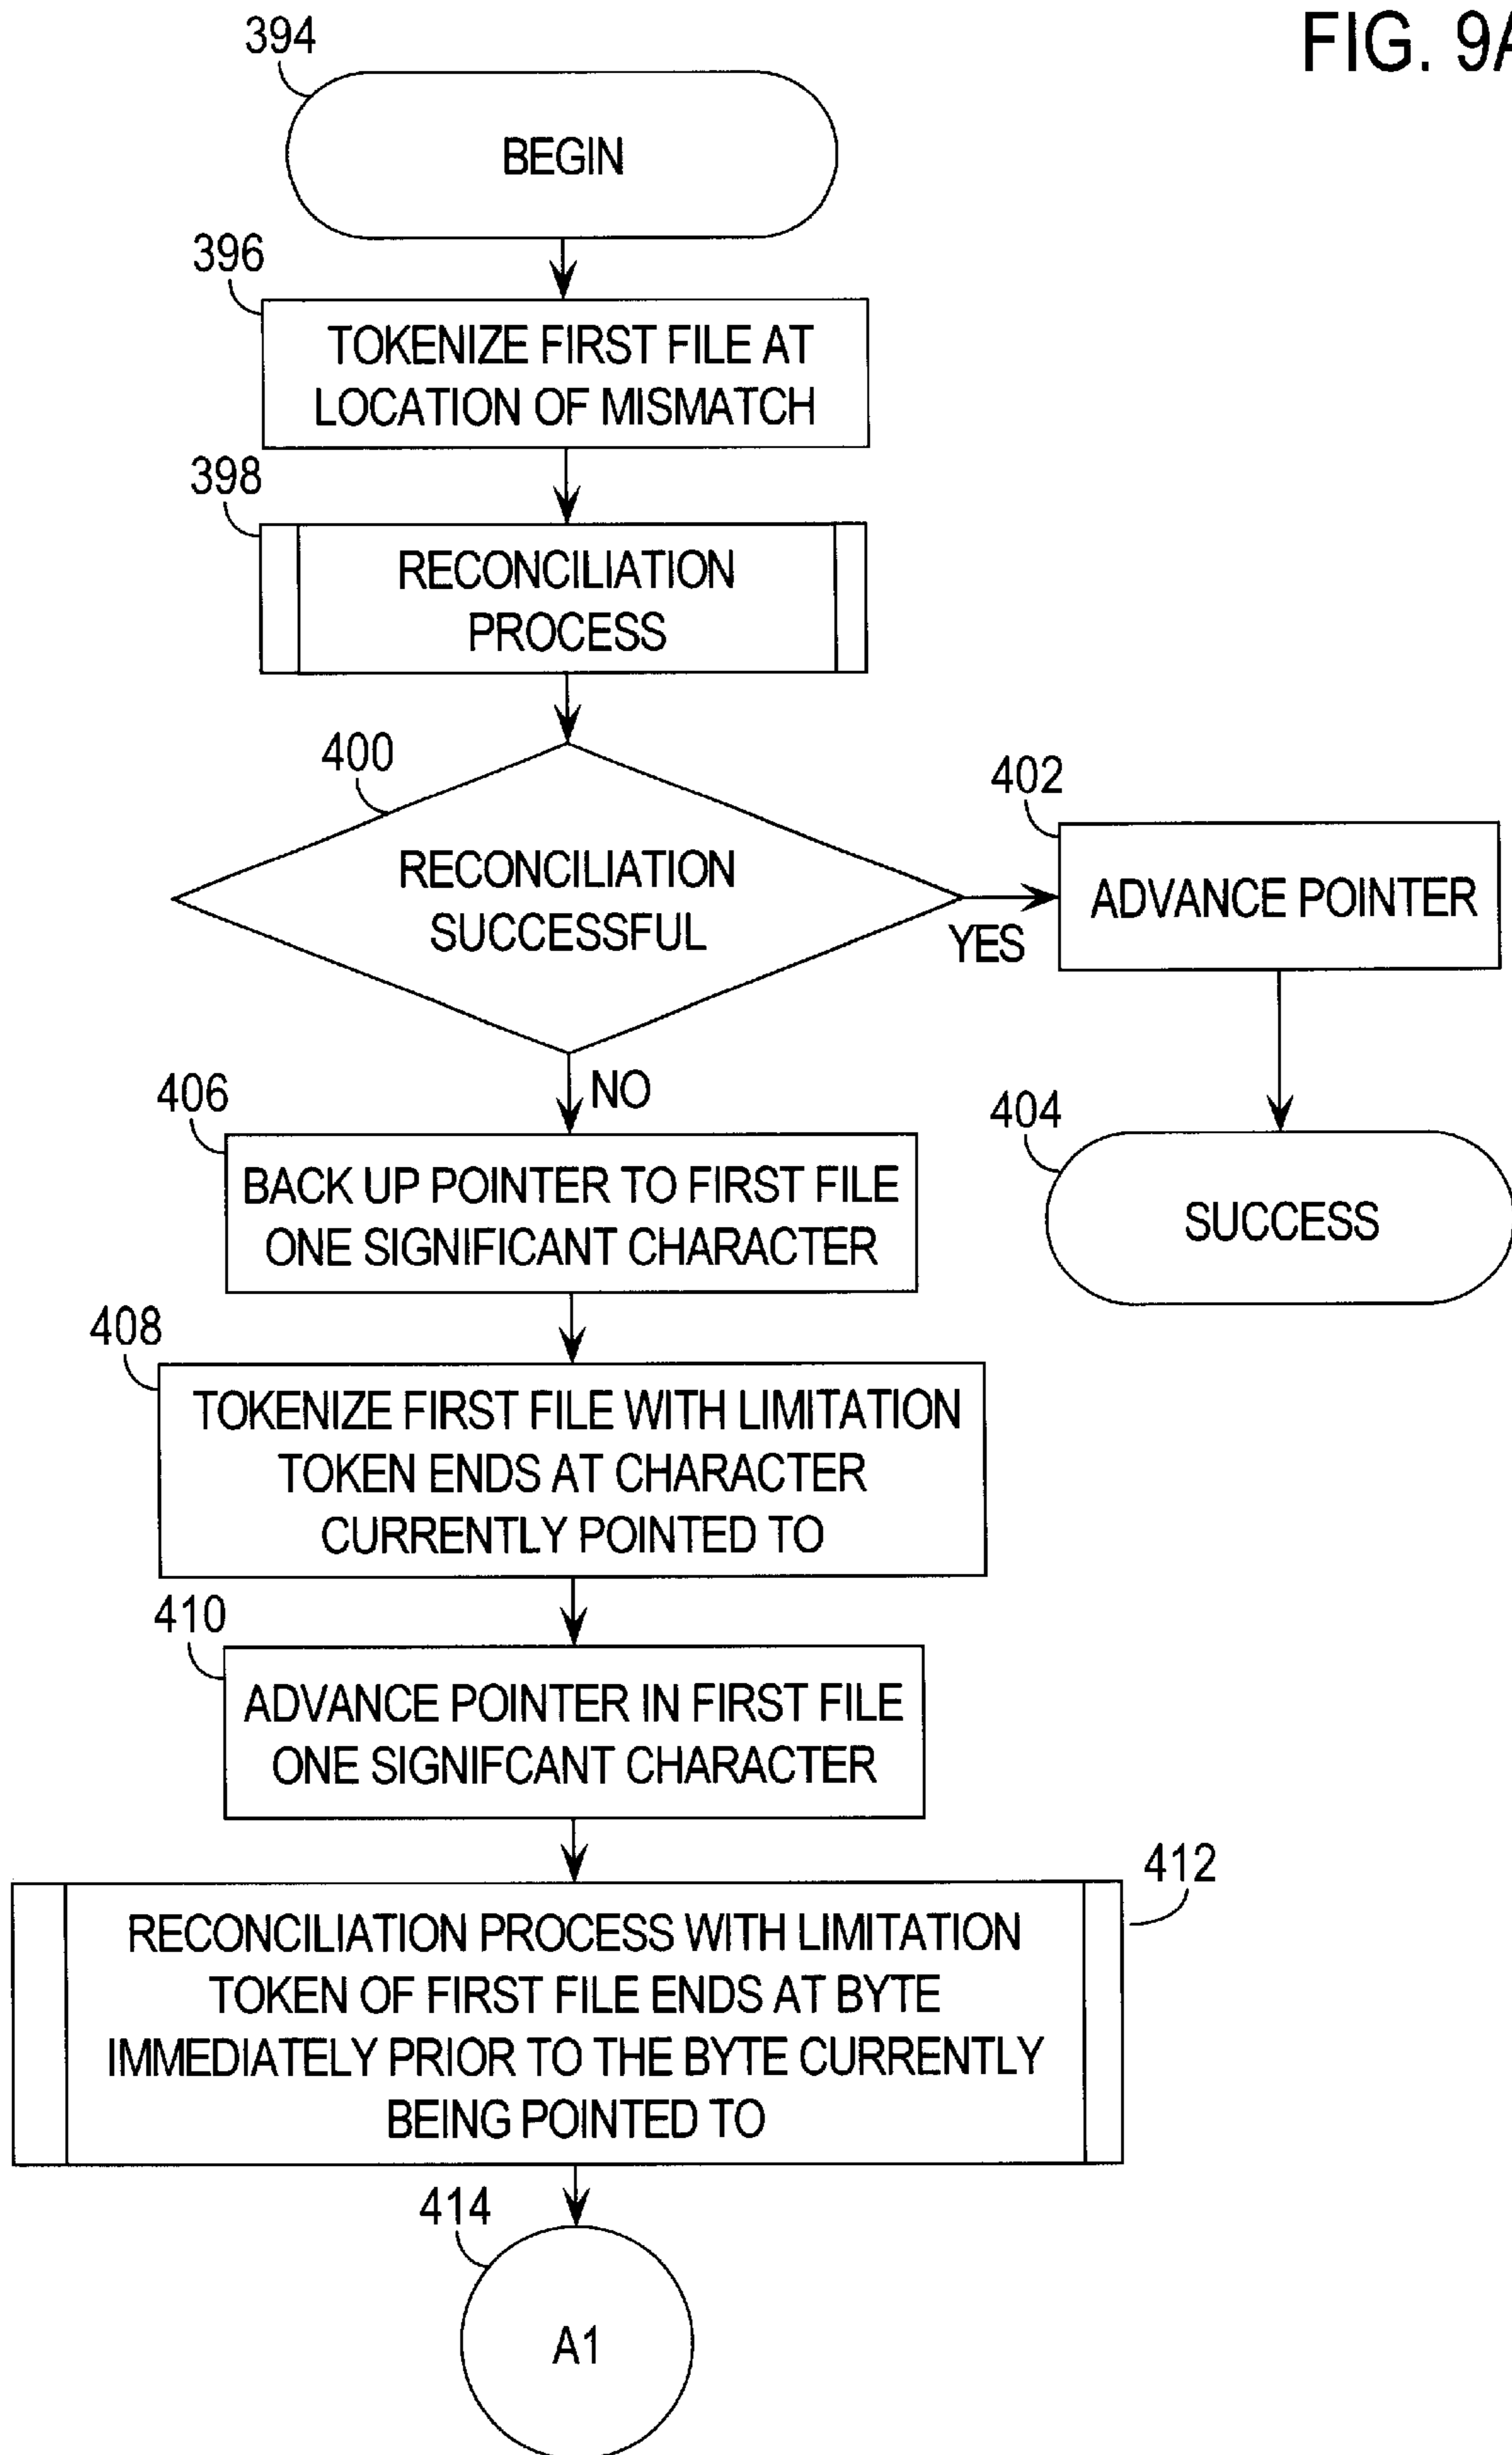 FIG. 9A
394
BEGIN
396
TOKENIZE FIRST FILE AT
LOCATION OF MISMATCH
398
RECONCILIATION
PROCESS
400
RECONCILIATION
SUCCESSFUL
YES
402
ADVANCE POINTER
404
SUCCESS
NO
406
BACK UP POINTER TO FIRST FILE
ONE SIGNIFICANT CHARACTER
408
TOKENIZE FIRST FILE WITH LIMITATION
TOKEN ENDS AT CHARACTER
CURRENTLY POINTED TO
410
ADVANCE POINTER IN FIRST FILE
ONE SIGNIFCANT CHARACTER
412
RECONCILIATION PROCESS WITH LIMITATION
TOKEN OF FIRST FILE ENDS AT BYTE
IMMEDIATELY PRIOR TO THE BYTE CURRENTLY
BEING POINTED TO
414
A1